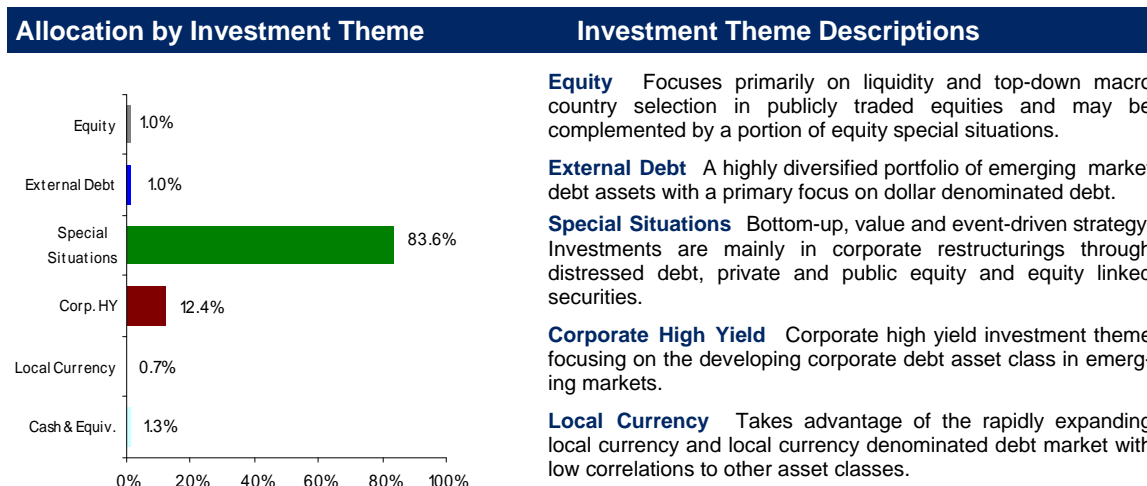 Allocation by Investment Theme
Equity 1.0%
External Debt 1.0%
Special
Situations
83.6%
Corp. HY 12.4%
Local Currency 0.7%
Cash & Equiv. 1.3%
0% 20% 40% 60% 80% 100%
Investment Theme Descriptions
Equity Focuses primarily on liquidity and top-down macro
country selection in publicly traded equities and may be
complemented by a portion of equity special situations.
External Debt A highly diversified portfolio of emerging market
debt assets with a primary focus on dollar denominated debt.
Special Situations Bottom-up, value and event-driven strategy
Investments are mainly in corporate restructurings through
distressed debt, private and public equity and equity linked
securities.
Corporate High Yield Corporate high yield investment theme
focusing on the developing corporate debt asset class in emerg-
ing markets.
Local Currency Takes advantage of the rapidly expanding
local currency and local currency denominated debt market with
low correlations to other asset classes.